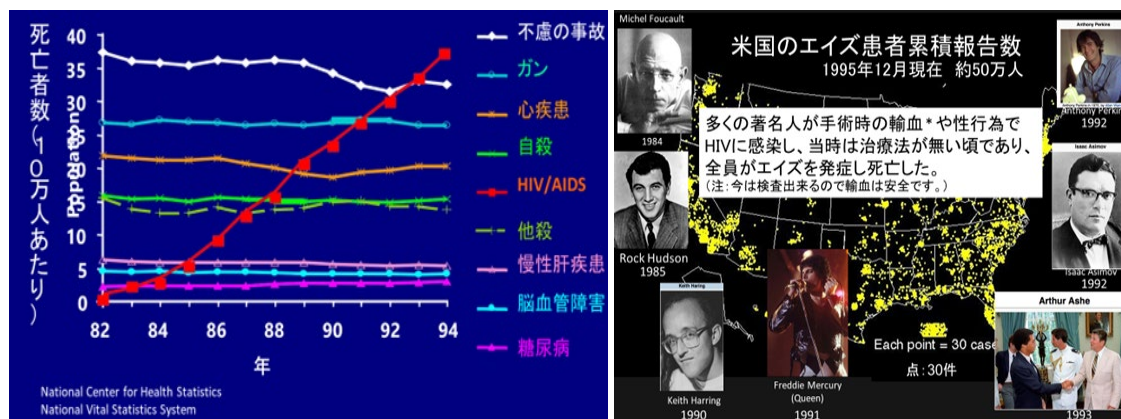 死亡者数(10万人あたり)
Population
40
35
30
25
20
15
10
5
0
82
84
86
88
90
92
94
年
不慮の事故
ガン
心疾患
自殺
HIV/AIDS
他殺
慢性肝疾患
脳血管障害
糖尿病
National Center for Health Statistics
National Vital Statistics System
Michel Foucault
1984
米国のエイズ患者累積報告数
1995年12月現在 約50万人
Anthony Perkins
Anthony Perkins
1992
多くの著名人が手術時の輸血*や性行為で
HIVに感染し、当時は治療法が無い頃であり、
全員がエイズを発症し死亡した。
(注:今は検査出来るので輸血は安全です。)
Isaac Asimov
Isaac Asimov
1992
Rock Hudson
1985
Keith Haring
Keith Harring
1990
Freddie Mercury
(Queen)
1991
Each point = 30 case
点:30件
Arthur Ashe
1993